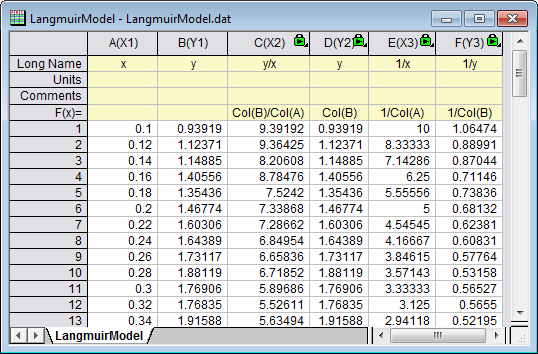 LangmuirModel - LangmuirModel.dat
A(X1) B(Y1) C(X2) D(Y2) E(X3) F(Y3)
Long Name x y y/x y 1/x 1/y
Units
Comments
F(x)= Col(B)/Col(A) Col(B) 1/Col(A) 1/Col(B)
1 0.1 0.93919 9.39192 0.93919 10 1.06474
2 0.12 1.12371 9.36425 1.12371 8.33333 0.88991
3 0.14 1.14885 8.20608 1.14885 7.14286 0.87044
4 0.16 1.40556 8.78476 1.40556 6.25 0.71146
5 0.18 1.35436 7.5242 1.35436 5.55556 0.73836
6 0.2 1.46774 7.33868 1.46774 5 0.68132
7 0.22 1.60306 7.28662 1.60306 4.54545 0.62381
8 0.24 1.64389 6.84954 1.64389 4.16667 0.60831
9 0.26 1.73117 6.65836 1.73117 3.84615 0.57764
10 0.28 1.88119 6.71852 1.88119 3.57143 0.53158
11 0.3 1.76906 5.89686 1.76906 3.33333 0.56527
12 0.32 1.76835 5.52611 1.76835 3.125 0.5655
13 0.34 1.91588 5.63494 1.91588 2.94118 0.52195
LangmuirModel